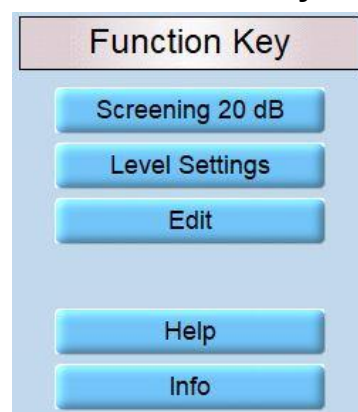 Function Key
Screening 20 dB
Level Settings
Edit
Help
Info